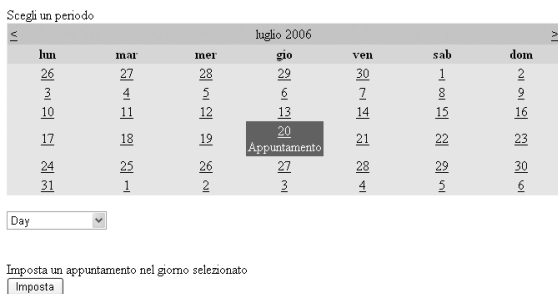 Scegli un periodo
< luglio 2006 >
lun mar mer gio ven sab dom
26 27 28 29 30 1 2
3 4 5 6 7 8 9
10 11 12 13 14 15 16
17 18 19 20 21 22 23
Appuntamento
24 25 26 27 28 29 30
31 1 2 3 4 5 6
Day
Imposta un appuntamento nel giorno selezionato
Imposta